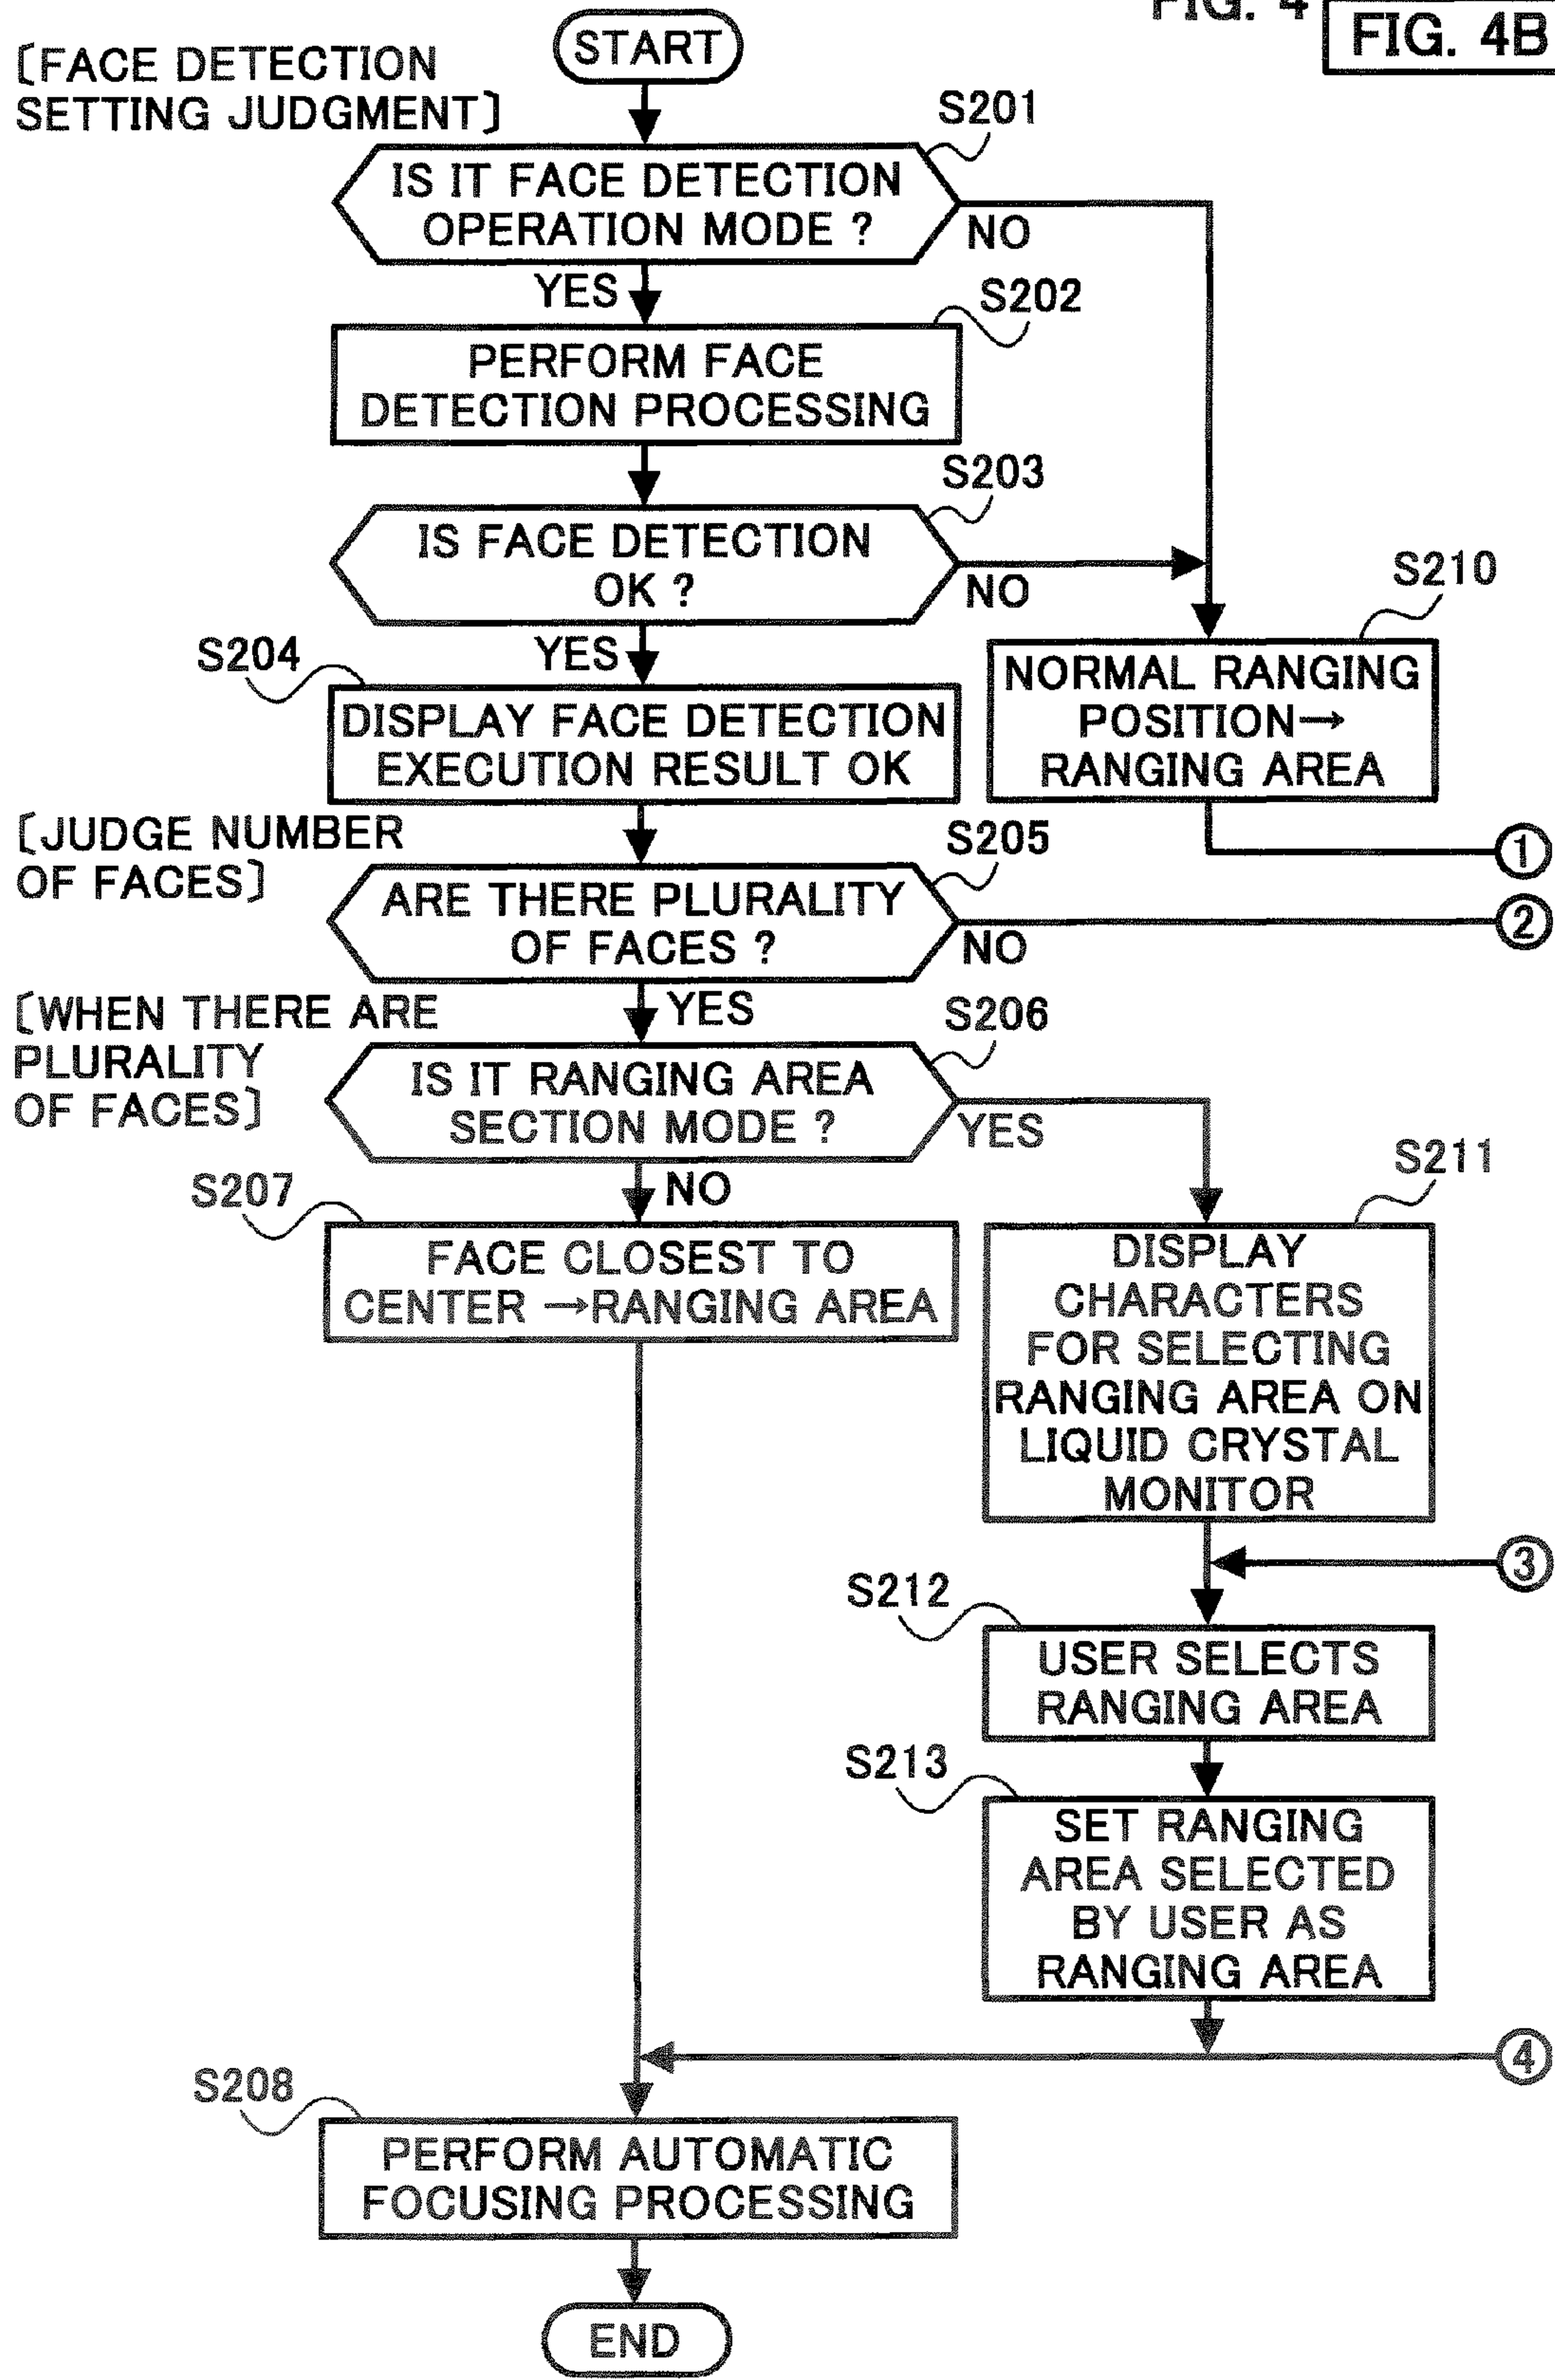 FIG. 4
FIG. 4B
START
[FACE DETECTION
SETTING JUDGMENT]
S201
IS IT FACE DETECTION
OPERATION MODE ?
NO
YES
S202
PERFORM FACE
DETECTION PROCESSING
S203
IS FACE DETECTION
OK ?
NO
YES
S210
NORMAL RANGING
POSITION→
RANGING AREA
①
S204
DISPLAY FACE DETECTION
EXECUTION RESULT OK
[JUDGE NUMBER
OF FACES]
S205
ARE THERE PLURALITY
OF FACES ?
NO
②
YES
[WHEN THERE ARE
PLURALITY
OF FACES]
S206
IS IT RANGING AREA
SECTION MODE ?
YES
NO
S207
FACE CLOSEST TO
CENTER →RANGING AREA
S211
DISPLAY
CHARACTERS
FOR SELECTING
RANGING AREA ON
LIQUID CRYSTAL
MONITOR
③
S212
USER SELECTS
RANGING AREA
S213
SET RANGING
AREA SELECTED
BY USER AS
RANGING AREA
④
S208
PERFORM AUTOMATIC
FOCUSING PROCESSING
END